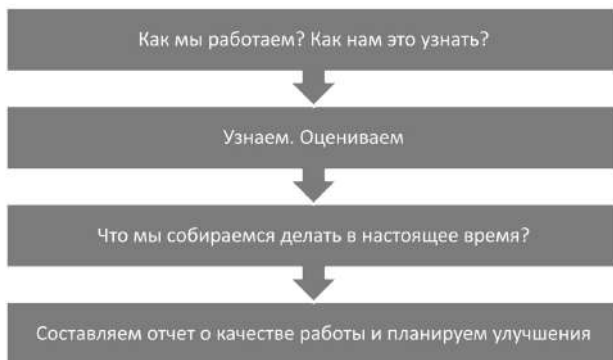 Как мы работаем? Как нам это узнать?
Узнаем. Оцениваем
Что мы собираемся делать в настоящее время?
Составляем отчет о качестве работы и планируем улучшения